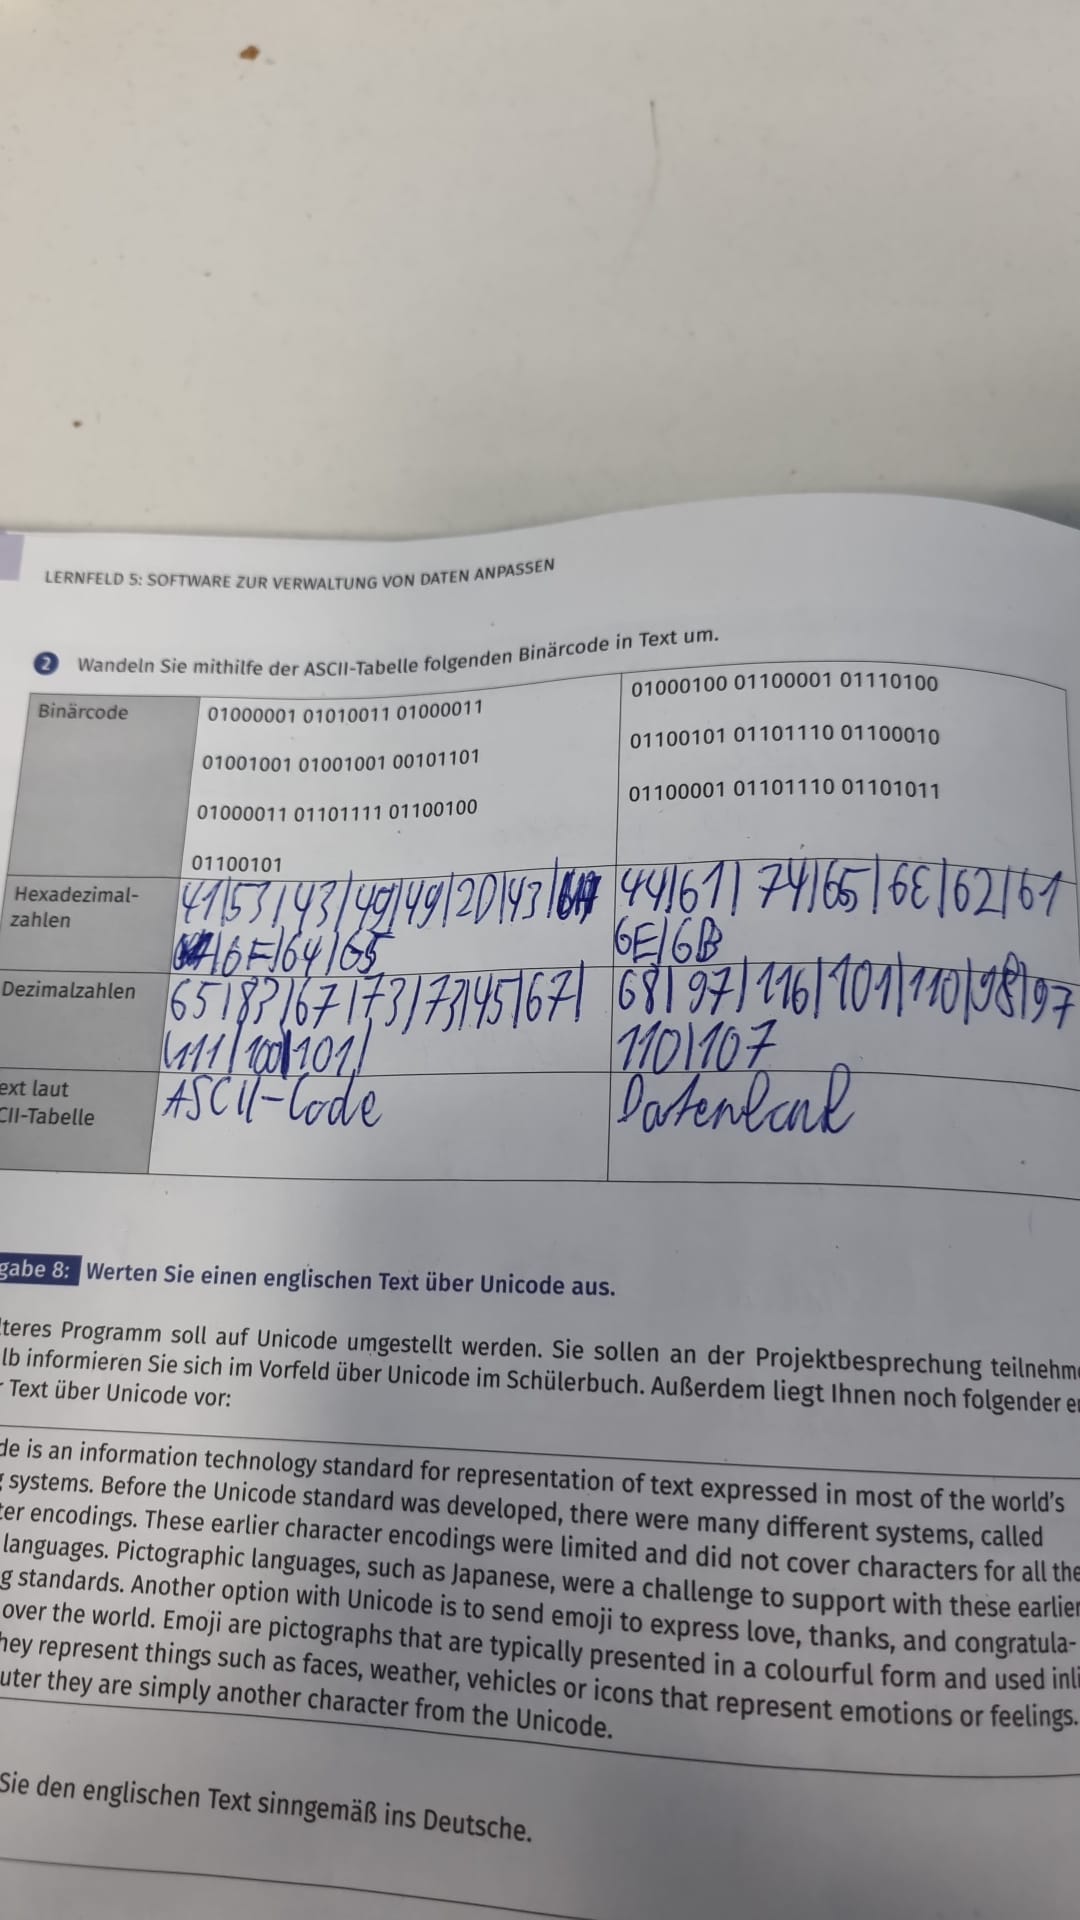 LERNFELD 5: SOFTWARE ZUR VERWALTUNG VON DATEN ANPASSEN
2 Wandeln Sie mithilfe der ASCII-Tabelle folgenden Binärcode in Text um.
Binärcode
01000001 01010011 01000011
01001001 01001001 00101101
01000011 01101111 01100100
01100101
01000100 01100001 01110100
01100101 01101110 01100010
01100001 01101110 01101011
Hexadezimal-
zahlen
41|53|43|49|49|2D|43|
|6F|64|65
44|61|74|65|6E|62|61
6E|6B
Dezimalzahlen
65|83|67|73|73|45|67|
111|100|101|
68|97|116|101|110|98|97
110|107
ext laut
CII-Tabelle
ASCII-Code
Datenbank
gabe 8: Werten Sie einen englischen Text über Unicode aus.
lteres Programm soll auf Unicode umgestellt werden. Sie sollen an der Projektbesprechung teilnehme
lb informieren Sie sich im Vorfeld über Unicode im Schülerbuch. Außerdem liegt Ihnen noch folgender e
r Text über Unicode vor:
de is an information technology standard for representation of text expressed in most of the world's
g systems. Before the Unicode standard was developed, there were many different systems, called
ter encodings. These earlier character encodings were limited and did not cover characters for all the
languages. Pictographic languages, such as Japanese, were a challenge to support with these earlier
g standards. Another option with Unicode is to send emoji to express love, thanks, and congratula-
over the world. Emoji are pictographs that are typically presented in a colourful form and used inli
hey represent things such as faces, weather, vehicles or icons that represent emotions or feelings.
uter they are simply another character from the Unicode.
Sie den englischen Text sinngemäß ins Deutsche.